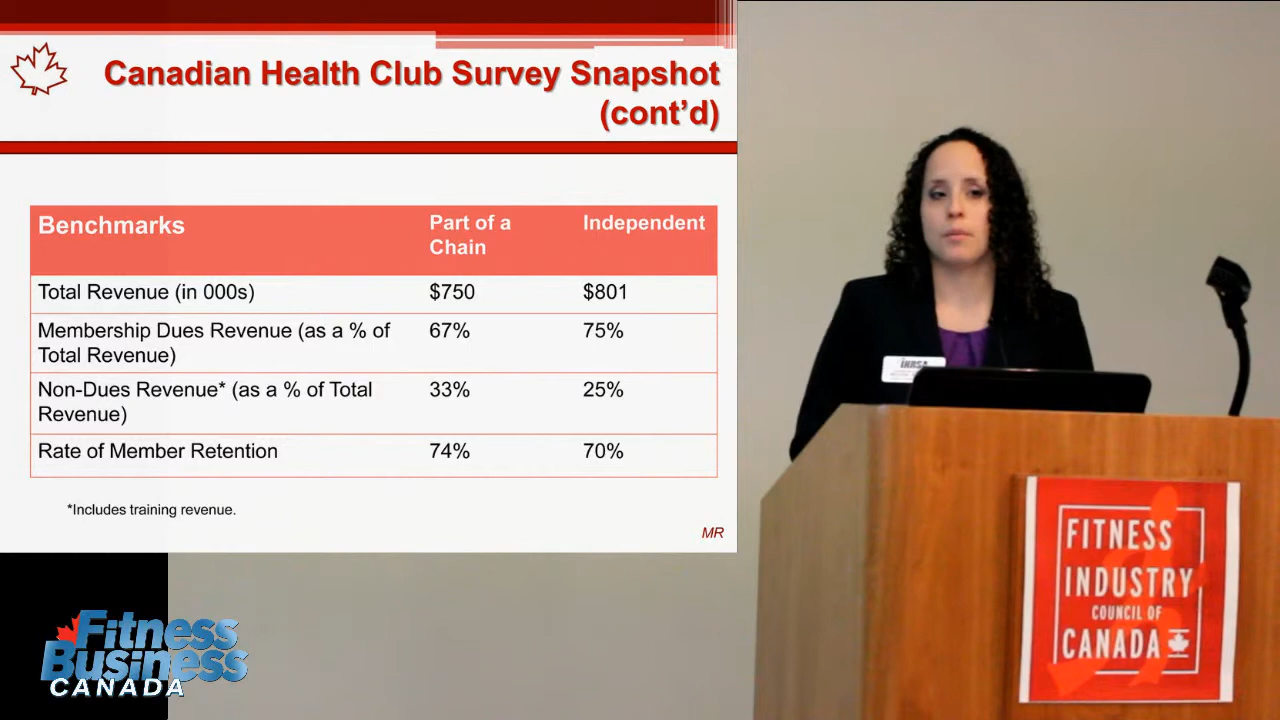 Canadian Health Club Survey Snapshot
(cont’d)
Benchmarks
Part of a
Chain
Independent
Total Revenue (in 000s)
$750
$801
Membership Dues Revenue (as a % of
Total Revenue)
67%
75%
Non-Dues Revenue* (as a % of Total
Revenue)
33%
25%
Rate of Member Retention
74%
70%
*Includes training revenue.
MR
IHRSA
FITNESS
INDUSTRY
COUNCIL OF
CANADA
Fitness
Business
CANADA